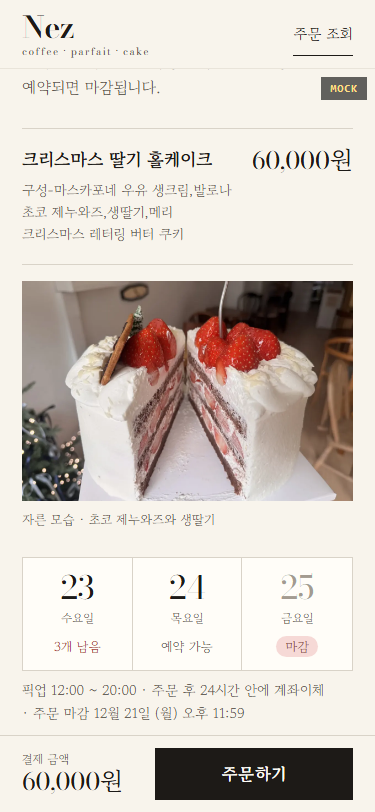 Nez
coffee · parfait · cake
주문 조회
예약되면 마감됩니다.
MOCK
크리스마스 딸기 홀케이크
60,000원
구성-마스카포네 우유 생크림,발로나
초코 제누와즈,생딸기,메리
크리스마스 레터링 버터 쿠키
자른 모습 · 초코 제누와즈와 생딸기
23
수요일
3개 남음
24
목요일
예약 가능
25
금요일
마감
픽업 12:00 ~ 20:00 · 주문 후 24시간 안에 계좌이체
· 주문 마감 12월 21일 (월) 오후 11:59
결제 금액
60,000원
주문하기